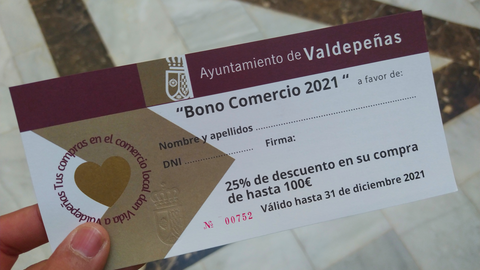 Ayuntamiento de Valdepeñas
"Bono Comercio 2021 " a favor de:
Nombre y apellidos
DNI Firma:
25% de descuento en su compra
de hasta 100€
Nº 00752 Válido hasta 31 de diciembre 2021
Tus compras en el comercio local dan Vida a Valdepeñas